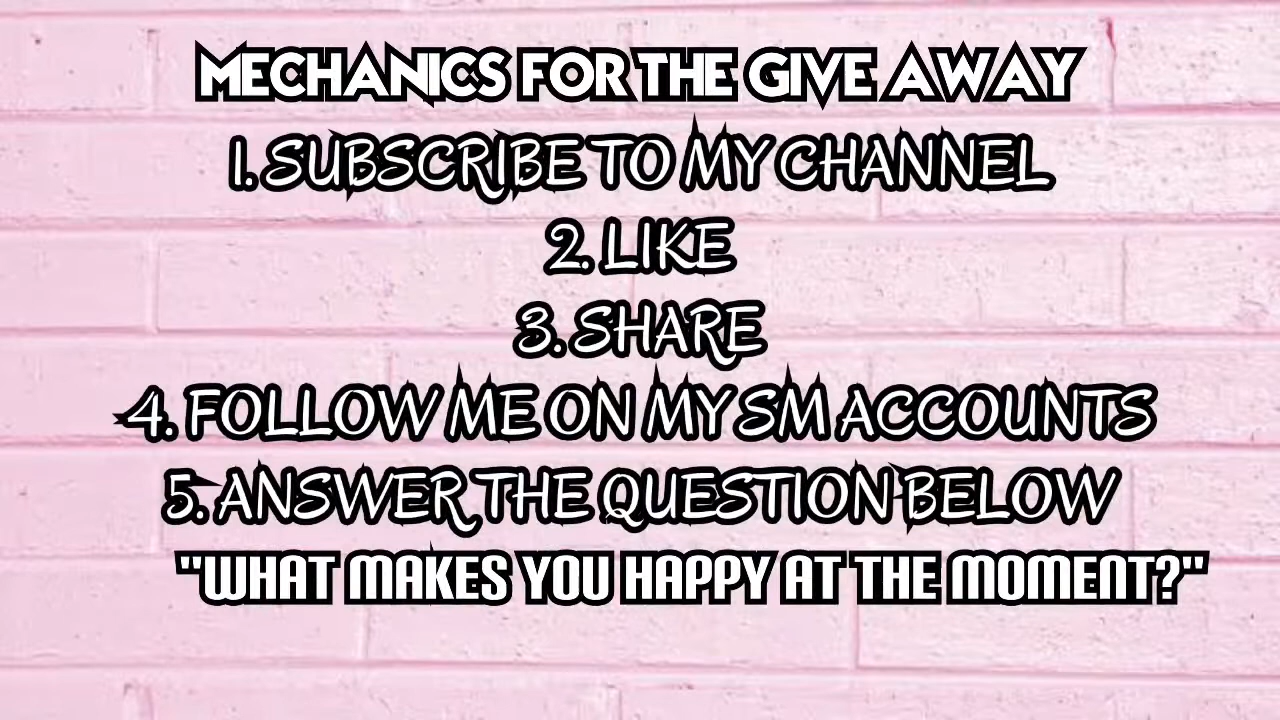 MECHANICS FOR THE GIVE AWAY
1. SUBSCRIBE TO MY CHANNEL
2. LIKE
3. SHARE
4. FOLLOW ME ON MY SM ACCOUNTS
5. ANSWER THE QUESTION BELOW
"WHAT MAKES YOU HAPPY AT THE MOMENT?"